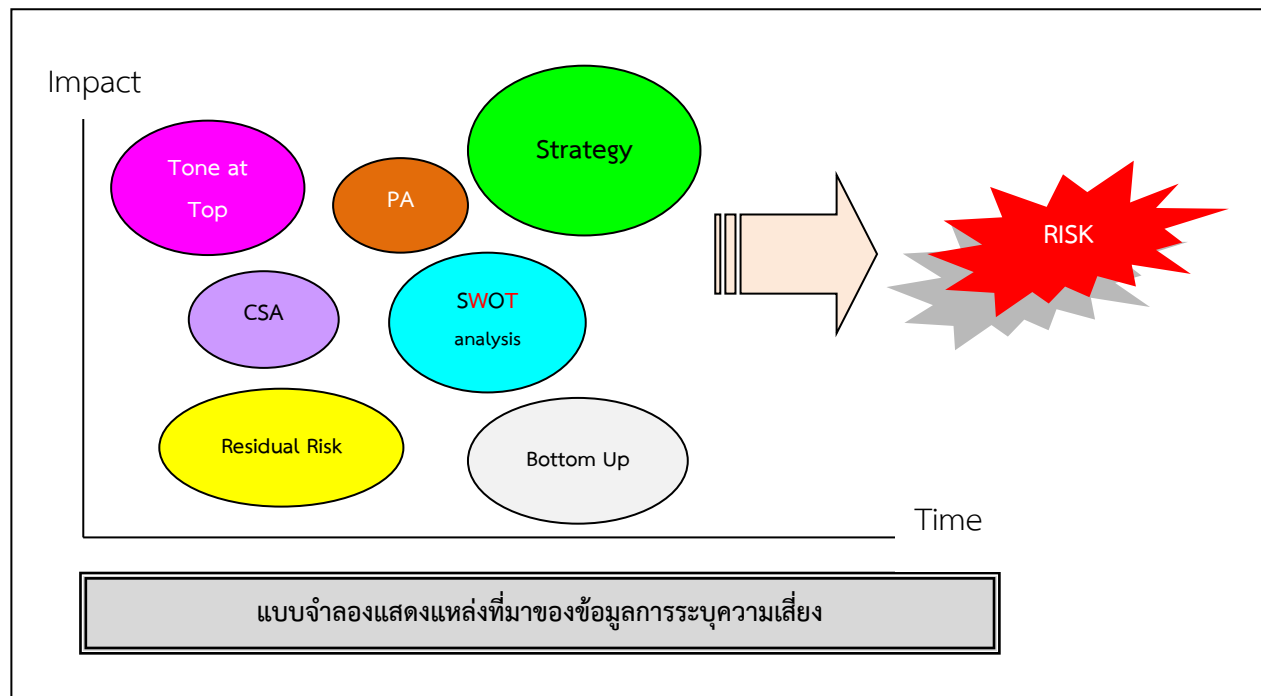 Impact
Strategy
Tone at
Top
PA
RISK
CSA
SWOT
analysis
Residual Risk
Bottom Up
Time
แบบจำลองแสดงแหล่งที่มาของข้อมูลการระบุความเสี่ยง